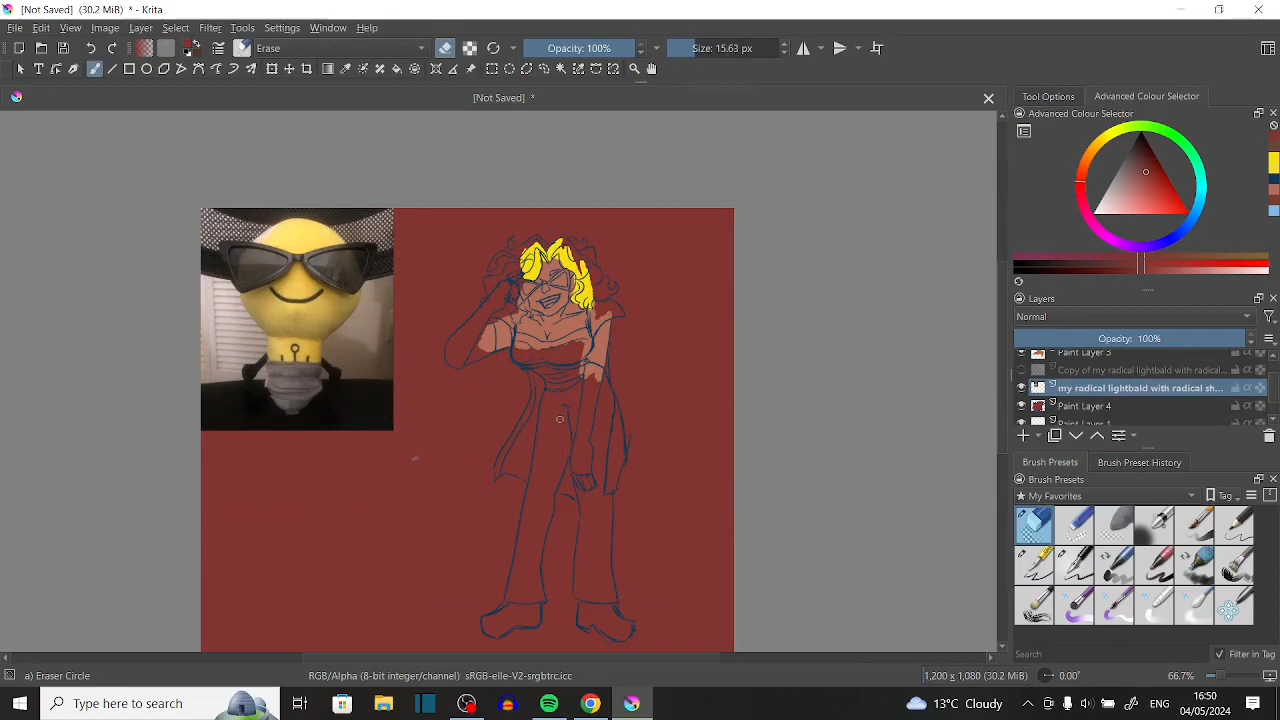 [Not Saved] (30.2 MiB) * - Krita
File Edit View Image Layer Select Filter Tools Settings Window Help
Erase Opacity: 100% Size: 15.63 px
[Not Saved] *
Tool Options Advanced Colour Selector
Advanced Colour Selector
Layers
Normal
Opacity: 100%
Paint Layer 3
Copy of my radical lightbald with radical...
my radical lightbald with radical sh...
Paint Layer 4
Paint Layer 1
Brush Presets Brush Preset History
Brush Presets
My Favorites Tag
Search Filter in Tag
a) Eraser Circle RGB/Alpha (8-bit integer/channel) sRGB-elle-V2-srgbtrc.icc 1,200 x 1,080 (30.2 MiB) 0.00° 66.7%
Type here to search 13°C Cloudy ENG 16:50
04/05/2024